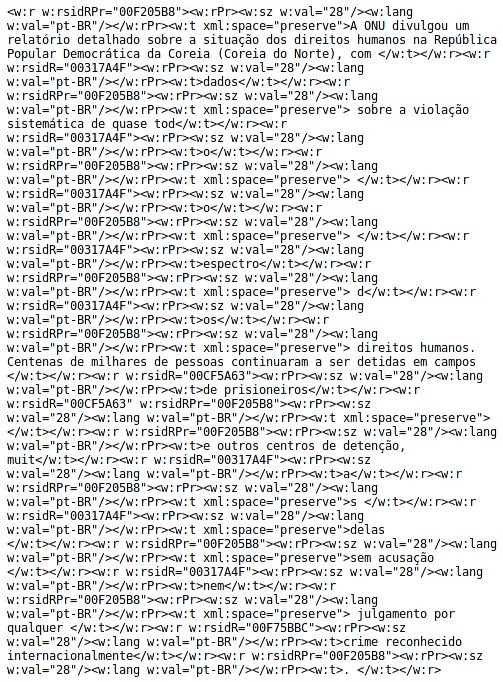 <w:r w:rsidRPr="00F205B8"><w:rPr><w:sz w:val="28"/><w:lang
w:val="pt-BR"/></w:rPr><w:t xml:space="preserve">A ONU divulgou um
relatório detalhado sobre a situação dos direitos humanos na República
Popular Democrática da Coreia (Coreia do Norte), com </w:t></w:r><w:r
w:rsidR="00317A4F"><w:rPr><w:sz w:val="28"/><w:lang
w:val="pt-BR"/></w:rPr><w:t>dados</w:t></w:r><w:r
w:rsidRPr="00F205B8"><w:rPr><w:sz w:val="28"/><w:lang
w:val="pt-BR"/></w:rPr><w:t xml:space="preserve"> sobre a violação
sistemática de quase tod</w:t></w:r><w:r
w:rsidR="00317A4F"><w:rPr><w:sz w:val="28"/><w:lang
w:val="pt-BR"/></w:rPr><w:t>o</w:t></w:r><w:r
w:rsidRPr="00F205B8"><w:rPr><w:sz w:val="28"/><w:lang
w:val="pt-BR"/></w:rPr><w:t xml:space="preserve"> </w:t></w:r><w:r
w:rsidR="00317A4F"><w:rPr><w:sz w:val="28"/><w:lang
w:val="pt-BR"/></w:rPr><w:t>o</w:t></w:r><w:r
w:rsidRPr="00F205B8"><w:rPr><w:sz w:val="28"/><w:lang
w:val="pt-BR"/></w:rPr><w:t xml:space="preserve"> </w:t></w:r><w:r
w:rsidR="00317A4F"><w:rPr><w:sz w:val="28"/><w:lang
w:val="pt-BR"/></w:rPr><w:t>espectro</w:t></w:r><w:r
w:rsidRPr="00F205B8"><w:rPr><w:sz w:val="28"/><w:lang
w:val="pt-BR"/></w:rPr><w:t xml:space="preserve"> d</w:t></w:r><w:r
w:rsidR="00317A4F"><w:rPr><w:sz w:val="28"/><w:lang
w:val="pt-BR"/></w:rPr><w:t>os</w:t></w:r><w:r
w:rsidRPr="00F205B8"><w:rPr><w:sz w:val="28"/><w:lang
w:val="pt-BR"/></w:rPr><w:t xml:space="preserve"> direitos humanos.
Centenas de milhares de pessoas continuaram a ser detidas em campos
</w:t></w:r><w:r w:rsidR="00CF5A63"><w:rPr><w:sz w:val="28"/><w:lang
w:val="pt-BR"/></w:rPr><w:t>de prisioneiros</w:t></w:r><w:r
w:rsidR="00CF5A63" w:rsidRPr="00F205B8"><w:rPr><w:sz
w:val="28"/><w:lang w:val="pt-BR"/></w:rPr><w:t xml:space="preserve">
</w:t></w:r><w:r w:rsidRPr="00F205B8"><w:rPr><w:sz w:val="28"/><w:lang
w:val="pt-BR"/></w:rPr><w:t>e outros centros de detenção,
muit</w:t></w:r><w:r w:rsidR="00317A4F"><w:rPr><w:sz
w:val="28"/><w:lang w:val="pt-BR"/></w:rPr><w:t>a</w:t></w:r><w:r
w:rsidRPr="00F205B8"><w:rPr><w:sz w:val="28"/><w:lang
w:val="pt-BR"/></w:rPr><w:t xml:space="preserve">s </w:t></w:r><w:r
w:rsidR="00317A4F"><w:rPr><w:sz w:val="28"/><w:lang
w:val="pt-BR"/></w:rPr><w:t xml:space="preserve">delas
</w:t></w:r><w:r w:rsidRPr="00F205B8"><w:rPr><w:sz w:val="28"/><w:lang
w:val="pt-BR"/></w:rPr><w:t xml:space="preserve">sem acusação
</w:t></w:r><w:r w:rsidR="00317A4F"><w:rPr><w:sz w:val="28"/><w:lang
w:val="pt-BR"/></w:rPr><w:t>nem</w:t></w:r><w:r
w:rsidRPr="00F205B8"><w:rPr><w:sz w:val="28"/><w:lang
w:val="pt-BR"/></w:rPr><w:t xml:space="preserve"> julgamento por
qualquer </w:t></w:r><w:r w:rsidR="00F75BBC"><w:rPr><w:sz
w:val="28"/><w:lang w:val="pt-BR"/></w:rPr><w:t>crime reconhecido
internacionalmente</w:t></w:r><w:r w:rsidRPr="00F205B8"><w:rPr><w:sz
w:val="28"/><w:lang w:val="pt-BR"/></w:rPr><w:t>. </w:t></w:r>